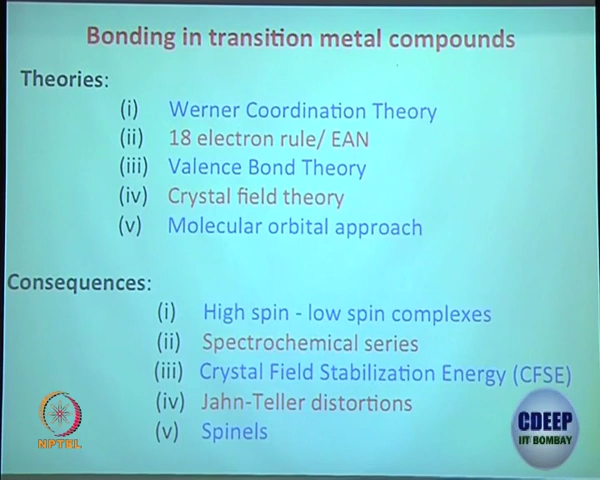 Bonding in transition metal compounds
Theories:
(i) Werner Coordination Theory
(ii) 18 electron rule/ EAN
(iii) Valence Bond Theory
(iv) Crystal field theory
(v) Molecular orbital approach
Consequences:
(i) High spin - low spin complexes
(ii) Spectrochemical series
(iii) Crystal Field Stabilization Energy (CFSE)
(iv) Jahn-Teller distortions
(v) Spinels
NPTEL
CDEEP
IIT BOMBAY